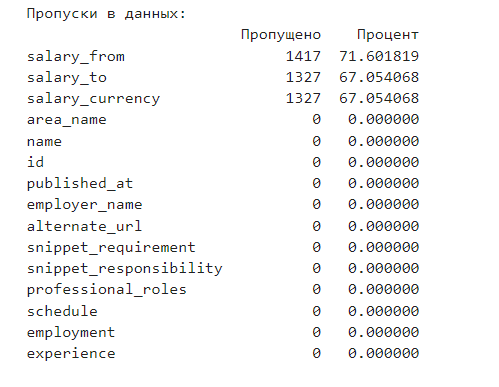 Пропуски в данных:
Пропущено Процент
salary_from 1417 71.601819
salary_to 1327 67.054068
salary_currency 1327 67.054068
area_name 0 0.000000
name 0 0.000000
id 0 0.000000
published_at 0 0.000000
employer_name 0 0.000000
alternate_url 0 0.000000
snippet_requirement 0 0.000000
snippet_responsibility 0 0.000000
professional_roles 0 0.000000
schedule 0 0.000000
employment 0 0.000000
experience 0 0.000000